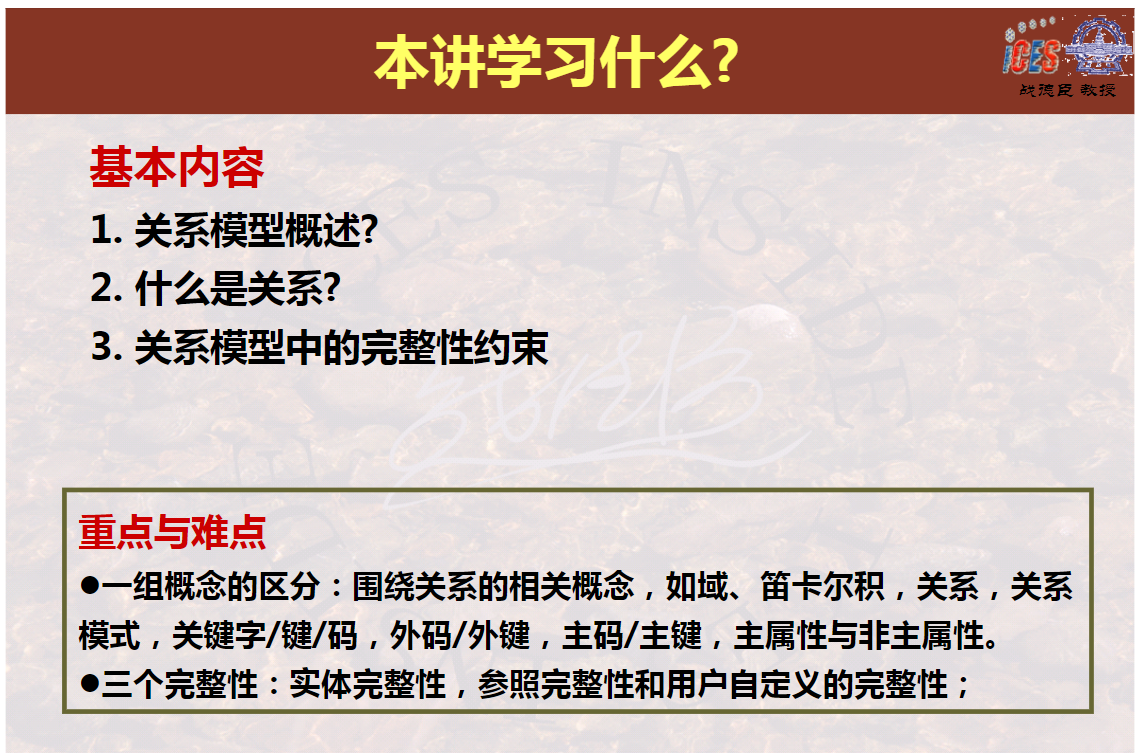 本讲学习什么?
iCES
战德臣 教授
基本内容
1. 关系模型概述?
2. 什么是关系?
3. 关系模型中的完整性约束
重点与难点
●一组概念的区分：围绕关系的相关概念，如域、笛卡尔积，关系，关系
模式，关键字/键/码，外码/外键，主码/主键，主属性与非主属性。
●三个完整性：实体完整性，参照完整性和用户自定义的完整性；